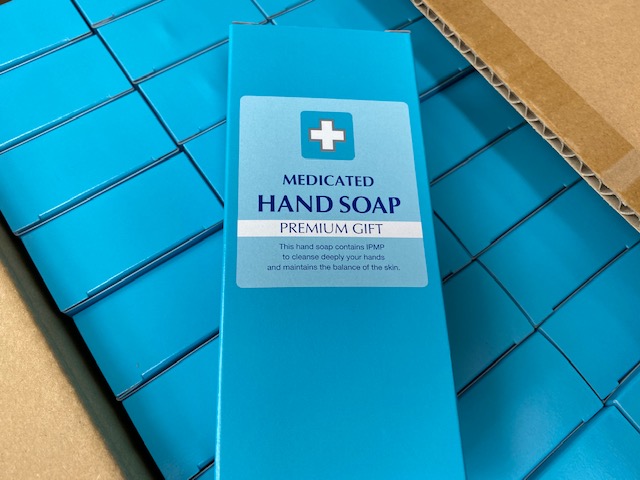 MEDICATED
HAND SOAP
PREMIUM GIFT
This hand soap contains IPMP
to cleanse deeply your hands
and maintains the balance of the skin.